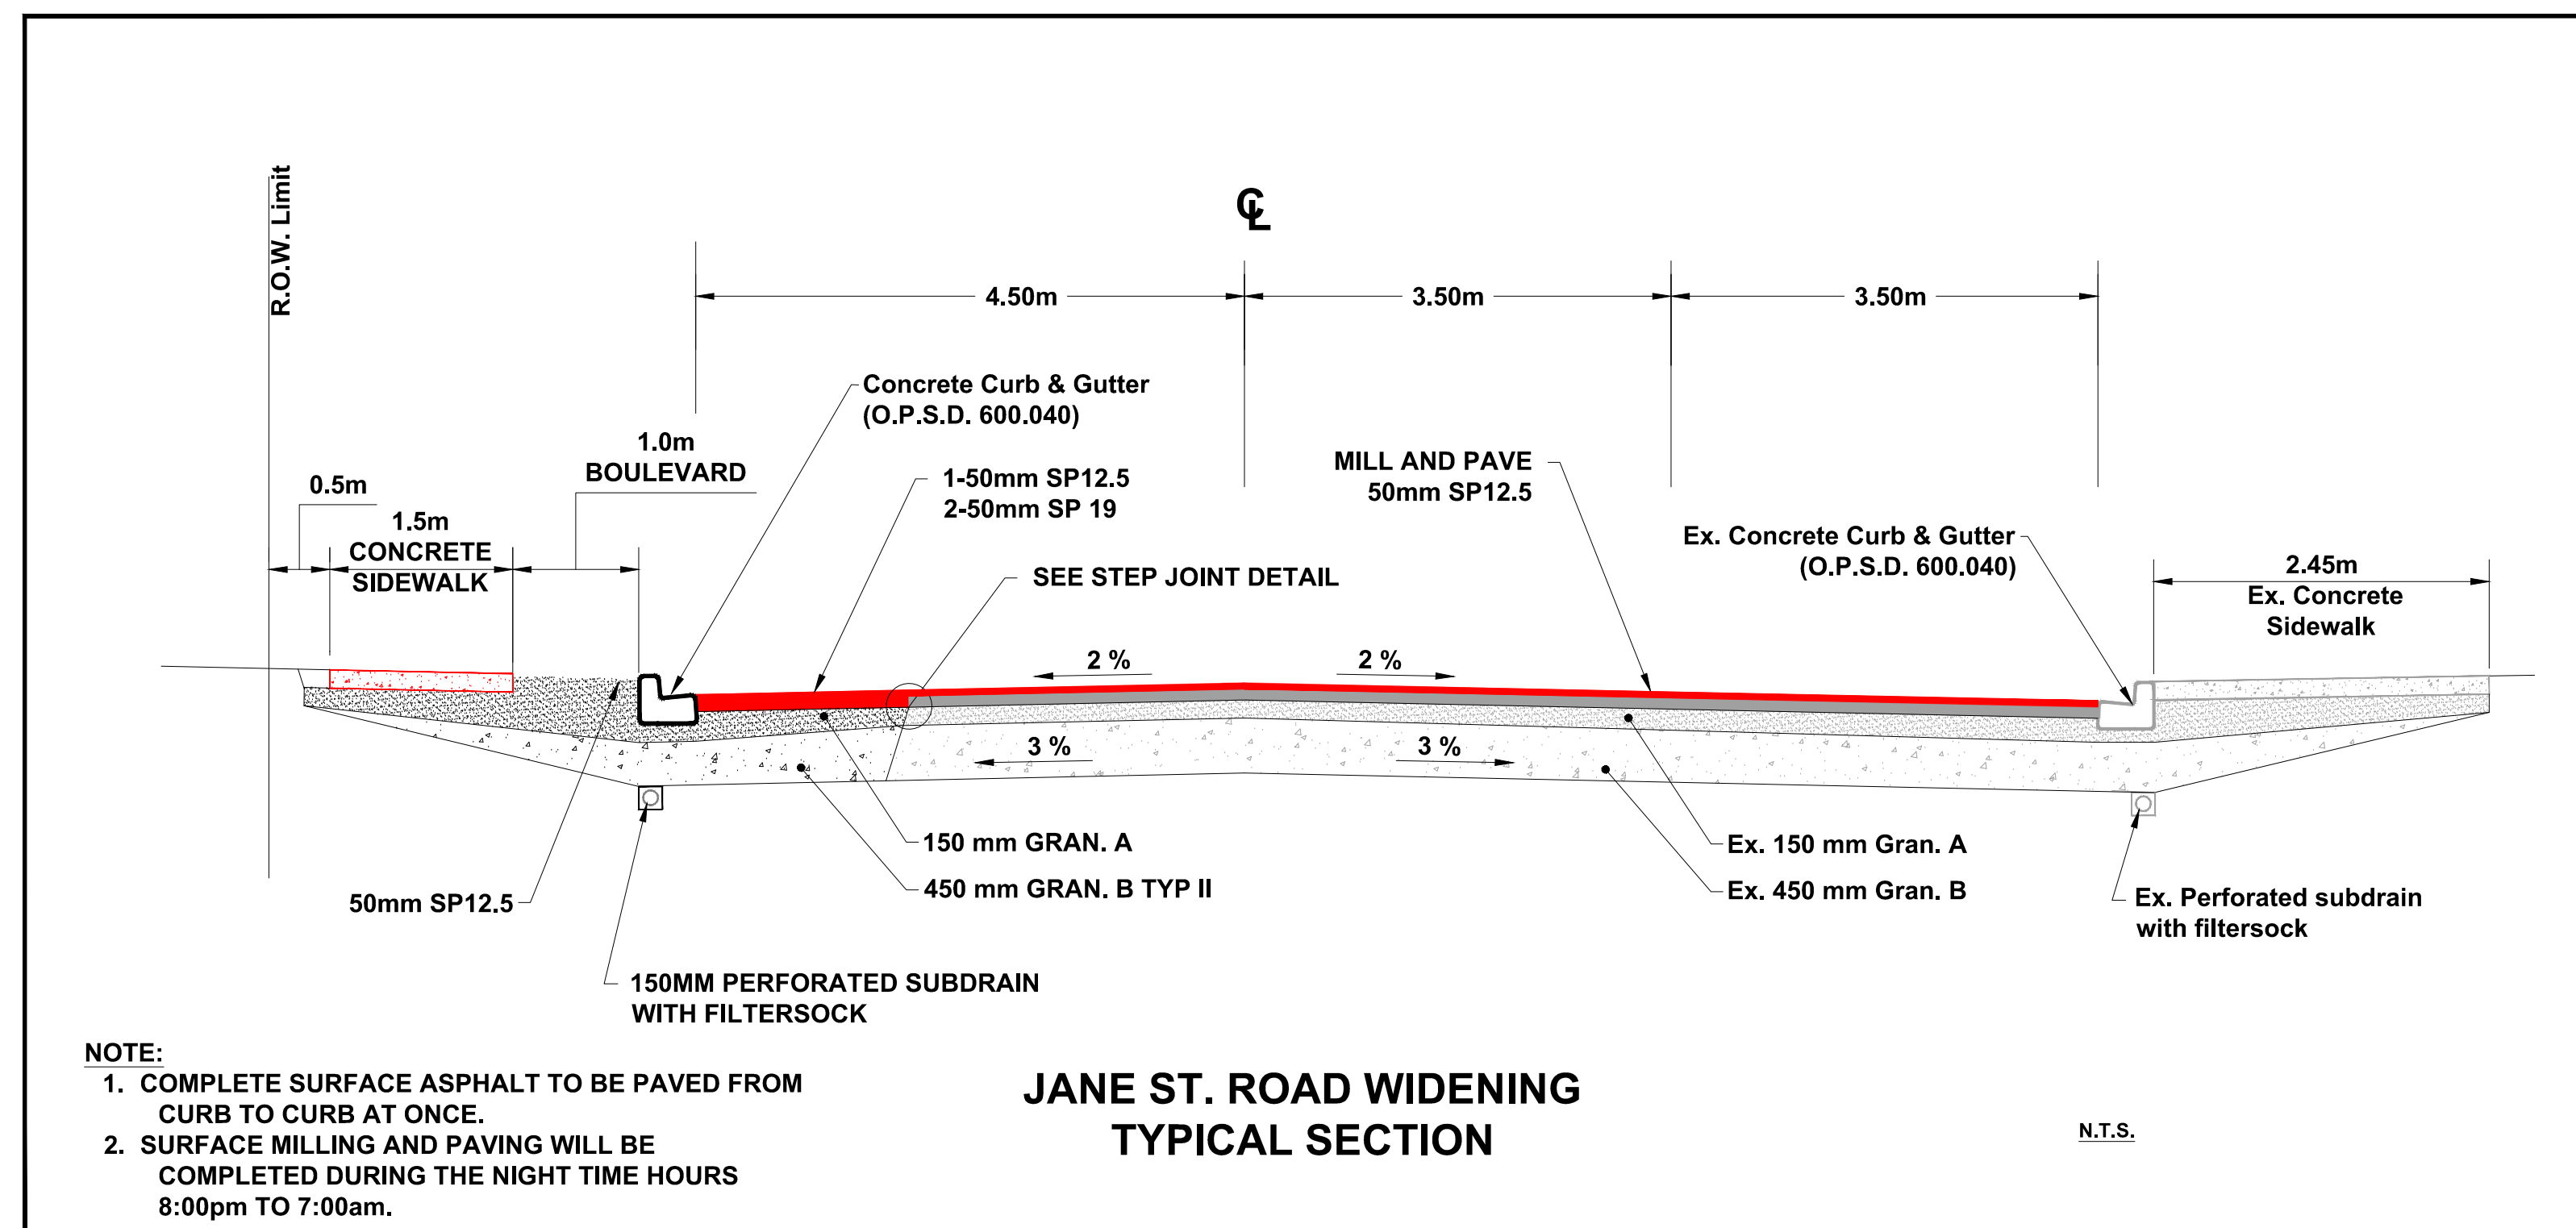 R.O.W. Limit
℄
4.50m
3.50m
3.50m
Concrete Curb & Gutter
(O.P.S.D. 600.040)
1.0m
BOULEVARD
0.5m
1.5m
CONCRETE
SIDEWALK
1-50mm SP12.5
2-50mm SP 19
MILL AND PAVE
50mm SP12.5
SEE STEP JOINT DETAIL
Ex. Concrete Curb & Gutter
(O.P.S.D. 600.040)
2.45m
Ex. Concrete
Sidewalk
2 %
2 %
3 %
3 %
150 mm GRAN. A
450 mm GRAN. B TYP II
Ex. 150 mm Gran. A
Ex. 450 mm Gran. B
50mm SP12.5
Ex. Perforated subdrain
with filtersock
150MM PERFORATED SUBDRAIN
WITH FILTERSOCK
NOTE:
1. COMPLETE SURFACE ASPHALT TO BE PAVED FROM
CURB TO CURB AT ONCE.
2. SURFACE MILLING AND PAVING WILL BE
COMPLETED DURING THE NIGHT TIME HOURS
8:00pm TO 7:00am.
JANE ST. ROAD WIDENING
TYPICAL SECTION
N.T.S.